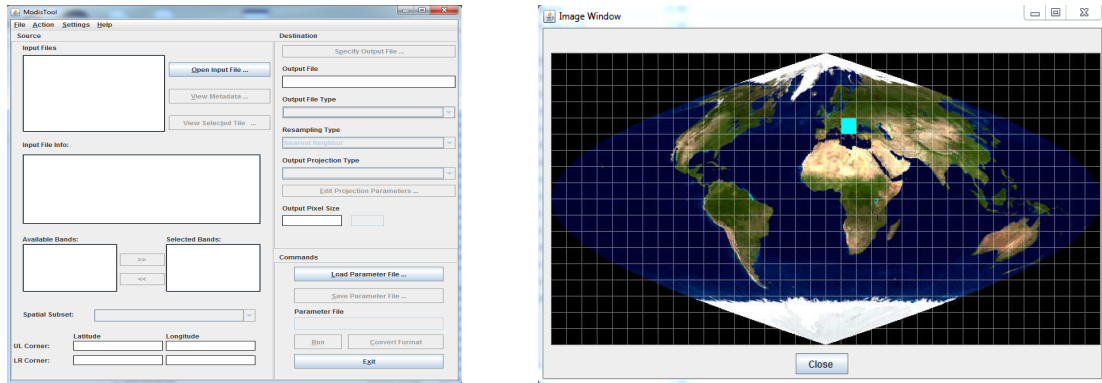 ModisTool
File Action Settings Help
Source
Input Files
Open Input File ...
View Metadata ...
View Selected Tile ...
Input File Info:
Available Bands:
Selected Bands:
>>
<<
Spatial Subset:
Latitude
Longitude
UL Corner:
LR Corner:
Destination
Specify Output File ...
Output File
Output File Type
Resampling Type
Nearest Neighbor
Output Projection Type
Edit Projection Parameters ...
Output Pixel Size
Commands
Load Parameter File ...
Save Parameter File ...
Parameter File
Run
Convert Format
Exit
Image Window
Close